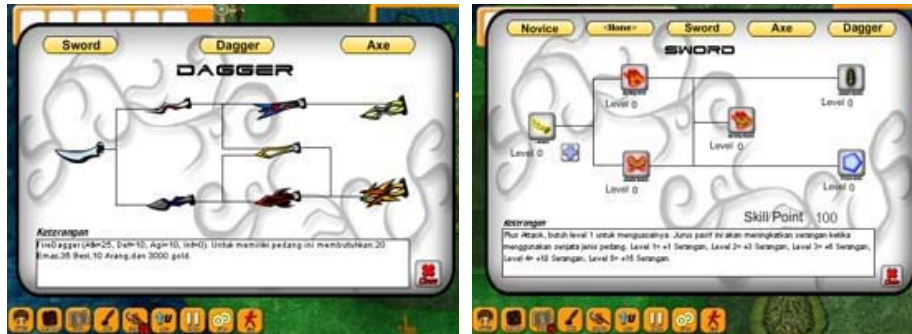 Sword
Dagger
Axe
DAGGER
Keterangan
FireDagger(Atk=25, Def=10, Agi=10, Int=0). Untuk memiliki pedang ini membutuhkan 20
Emas,35 Besi,10 Arang,dan 3000 gold.
Close
Novice
<Home>
Sword
Axe
Dagger
SWORD
Level 0
Level 0
Level 0
Level 0
Level 0
Level 0
Skill Point 100
Keterangan
Plus Attack, butuh level 1 untuk menguasainya. Jurus pasif ini akan meningkatkan serangan ketika
menggunakan senjata jenis pedang. Level 1= +1 Serangan, Level 2= +3 Serangan, Level 3= +6 Serangan,
Level 4= +10 Serangan, Level 5= +15 Serangan.
Close